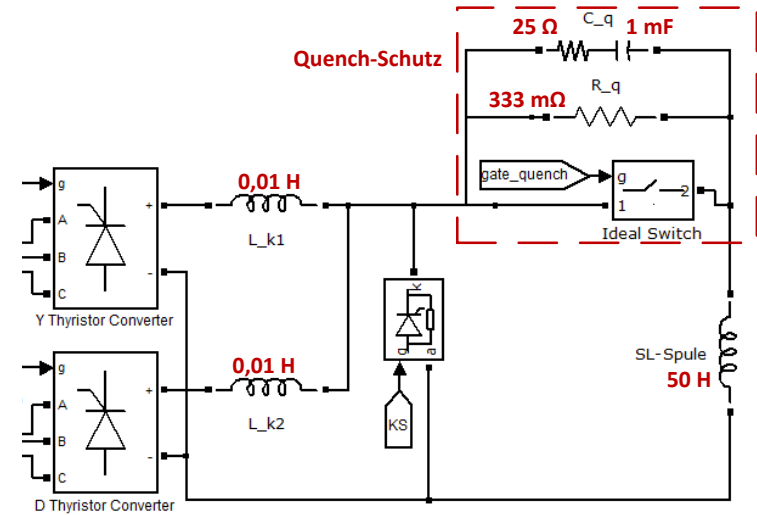 25 Ω C_q 1 mF
Quench-Schutz
R_q
333 mΩ
gate_quench
g
1
2
Ideal Switch
g
A
B
C
+
-
Y Thyristor Converter
0,01 H
L_k1
k
g
a
KS
SL-Spule
50 H
g
A
B
C
+
-
D Thyristor Converter
0,01 H
L_k2